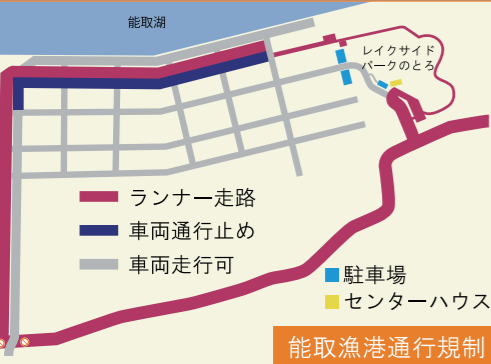 能取湖
レイクサイド
パークのとろ
ランナー走路
車両通行止め
車両走行可
駐車場
センターハウス
能取漁港通行規制